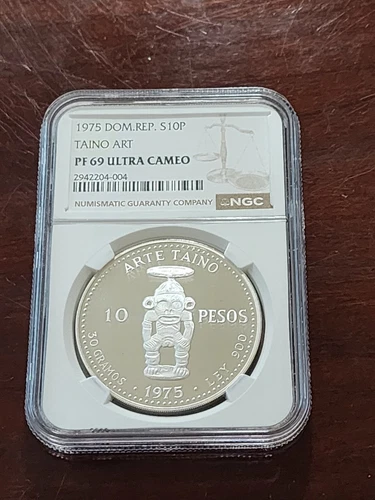 1975 DOM.REP. S10P
TAINO ART
PF 69 ULTRA CAMEO
2942204-004
NUMISMATIC GUARANTY COMPANY NGC
ARTE TAINO
10 PESOS
30 GRAMOS · 1975 · LEY. 900